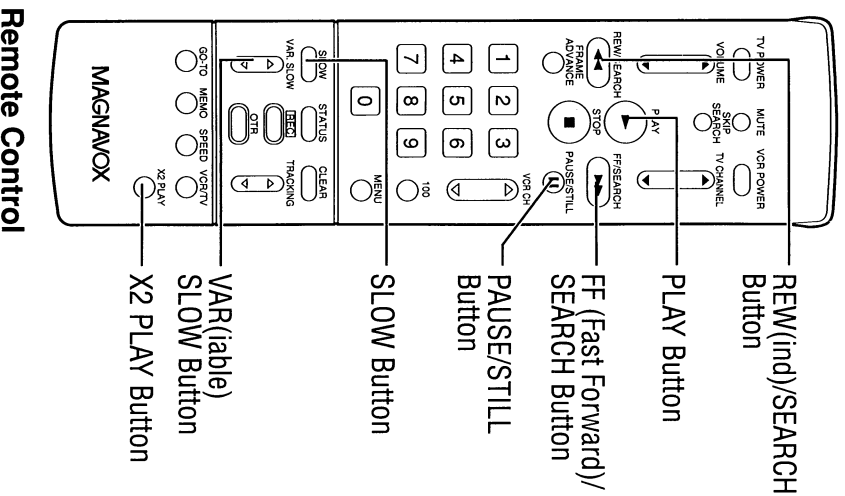 Remote Control
TV POWER
MUTE
VCR POWER
VOLUME
SKIP
SEARCH
TV CHANNEL
REW/SEARCH
PLAY
FF/SEARCH
FRAME
ADVANCE
STOP
PAUSE/STILL
1
2
3
VCR CH
4
5
6
7
8
9
100
0
MENU
SLOW
STATUS
CLEAR
VAR. SLOW
REC
TRACKING
OTR
GO-TO
MEMO
SPEED
VCR/TV
X2 PLAY
MAGNAVOX
REW(ind)/SEARCH
Button
PLAY Button
FF (Fast Forward)/
SEARCH Button
PAUSE/STILL
Button
SLOW Button
VAR(iable)
SLOW Button
X2 PLAY Button